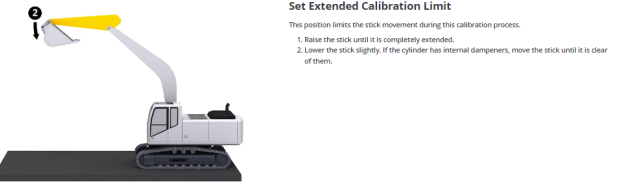 Set Extended Calibration Limit
This position limits the stick movement during this calibration process.
1. Raise the stick until it is completely extended.
2. Lower the stick slightly. If the cylinder has internal dampeners, move the stick until it is clear
of them.
2